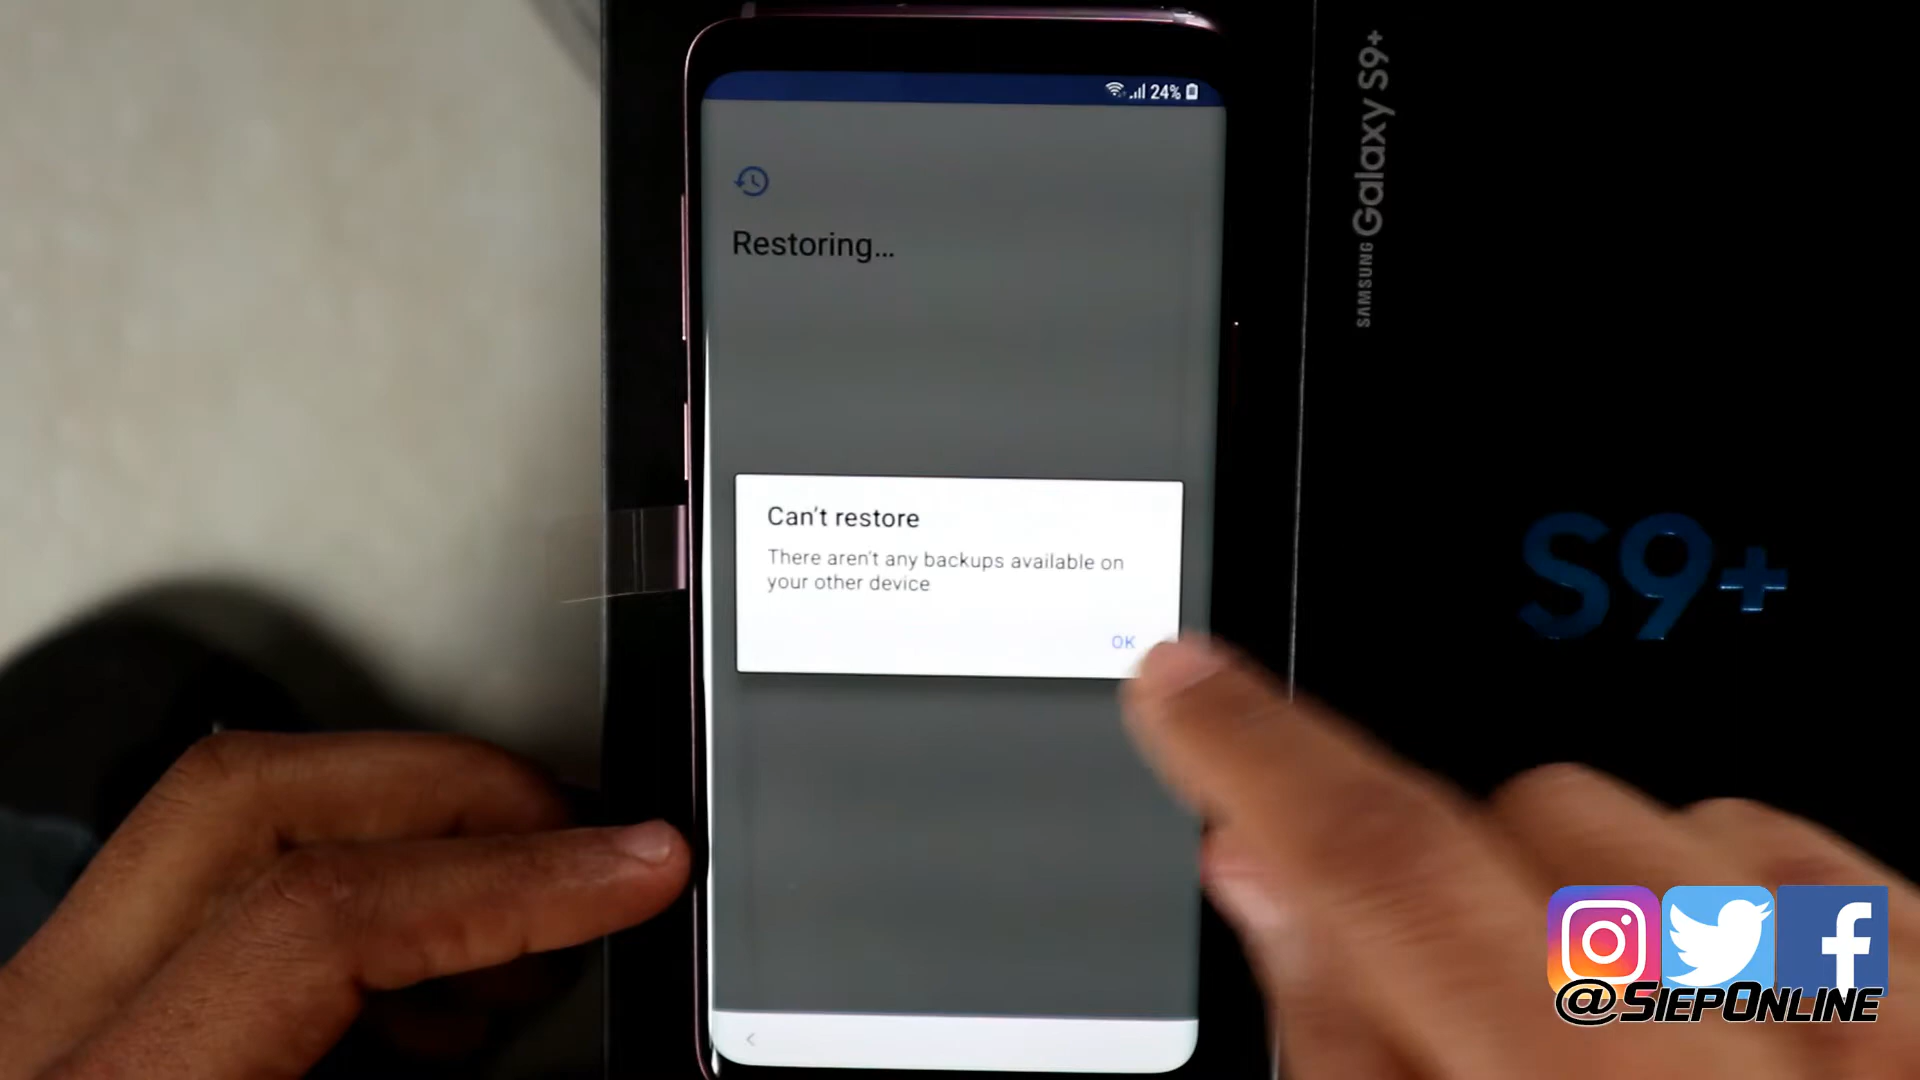 24%
Restoring...
Can't restore
There aren't any backups available on
your other device
OK
SAMSUNG Galaxy S9+
S9+
@SiepOnline